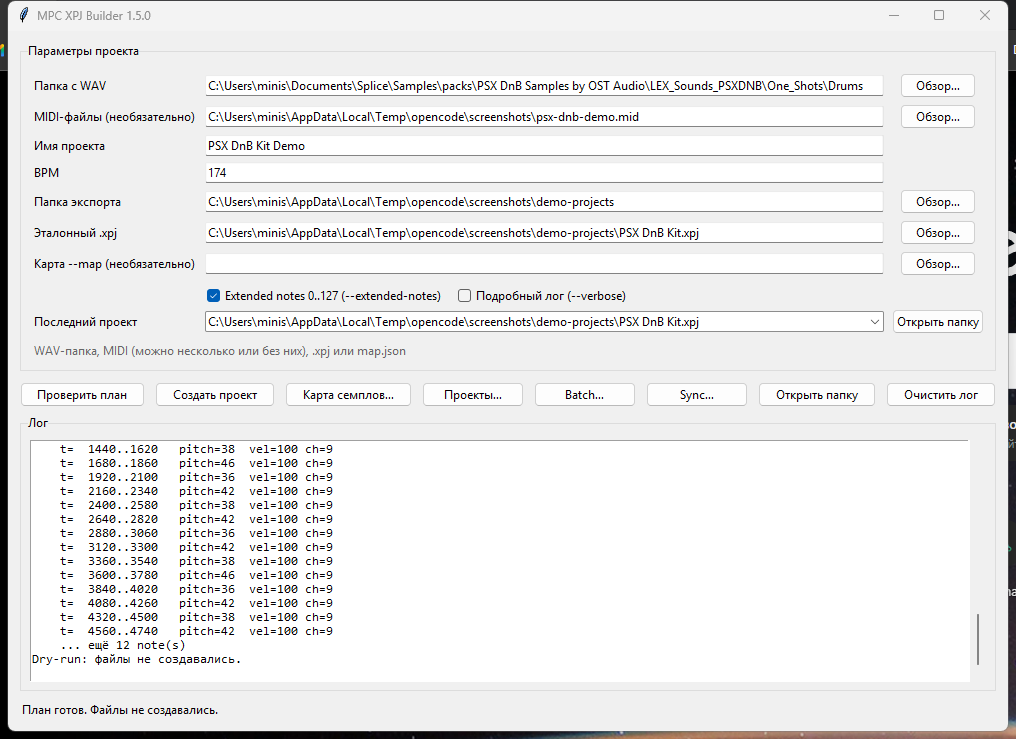 MPC XPJ Builder 1.5.0
Параметры проекта
Папка с WAV C:\Users\minis\Documents\Splice\Samples\packs\PSX DnB Samples by OST Audio\LEX_Sounds_PSXDNB\One_Shots\Drums Обзор...
MIDI-файлы (необязательно) C:\Users\minis\AppData\Local\Temp\opencode\screenshots\psx-dnb-demo.mid Обзор...
Имя проекта PSX DnB Kit Demo
BPM 174
Папка экспорта C:\Users\minis\AppData\Local\Temp\opencode\screenshots\demo-projects Обзор...
Эталонный .xpj C:\Users\minis\AppData\Local\Temp\opencode\screenshots\demo-projects\PSX DnB Kit.xpj Обзор...
Карта --map (необязательно) Обзор...
Extended notes 0..127 (--extended-notes) Подробный лог (--verbose)
Последний проект C:\Users\minis\AppData\Local\Temp\opencode\screenshots\demo-projects\PSX DnB Kit.xpj Открыть папку
WAV-папка, MIDI (можно несколько или без них), .xpj или map.json
Проверить план Создать проект Карта семплов... Проекты... Batch... Sync... Открыть папку Очистить лог
Лог
t= 1440..1620 pitch=38 vel=100 ch=9
t= 1680..1860 pitch=46 vel=100 ch=9
t= 1920..2100 pitch=36 vel=100 ch=9
t= 2160..2340 pitch=42 vel=100 ch=9
t= 2400..2580 pitch=38 vel=100 ch=9
t= 2640..2820 pitch=42 vel=100 ch=9
t= 2880..3060 pitch=36 vel=100 ch=9
t= 3120..3300 pitch=42 vel=100 ch=9
t= 3360..3540 pitch=38 vel=100 ch=9
t= 3600..3780 pitch=46 vel=100 ch=9
t= 3840..4020 pitch=36 vel=100 ch=9
t= 4080..4260 pitch=42 vel=100 ch=9
t= 4320..4500 pitch=38 vel=100 ch=9
t= 4560..4740 pitch=42 vel=100 ch=9
... ещё 12 note(s)
Dry-run: файлы не создавались.
План готов. Файлы не создавались.